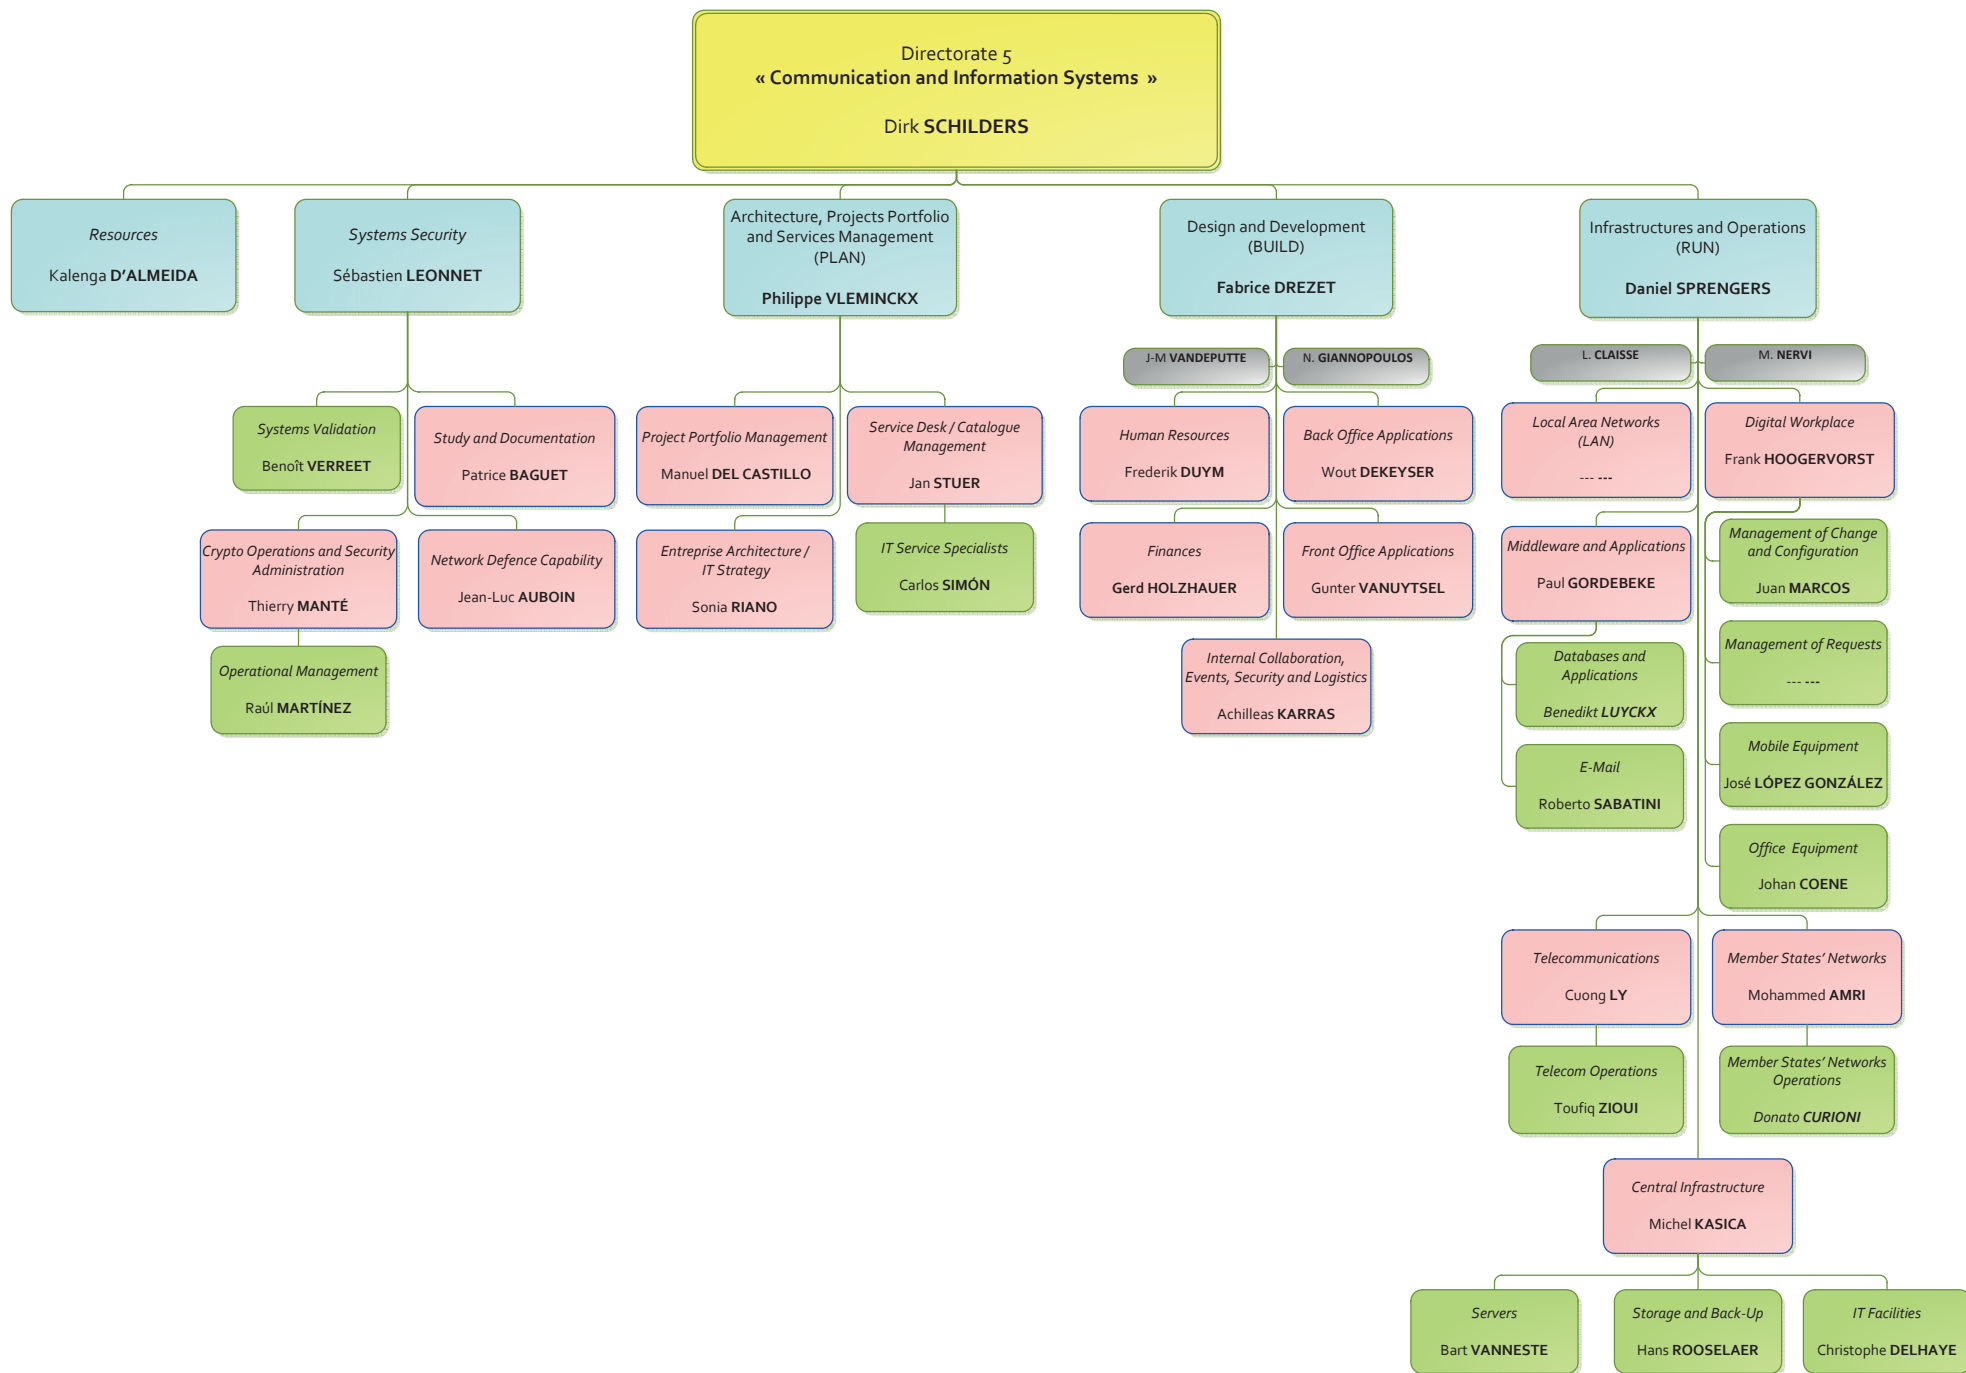 Directorate 5
« Communication and Information Systems  »
Dirk SCHILDERS
Resources
Kalenga D’ALMEIDA
Systems Security
Sébastien LEONNET
Architecture, Projects Portfolio
and Services Management
(PLAN)
Philippe VLEMINCKX
Design and Development
(BUILD)
Fabrice DREZET
Infrastructures and Operations
(RUN)
Daniel SPRENGERS
J-M VANDEPUTTE
N. GIANNOPOULOS
L. CLAISSE
M. NERVI
Systems Validation
Benoît VERREET
Study and Documentation
Patrice BAGUET
Project Portfolio Management
Manuel DEL CASTILLO
Service Desk / Catalogue
Management
Jan STUER
Human Resources
Frederik DUYM
Back Office Applications
Wout DEKEYSER
Local Area Networks
(LAN)
--- ---
Digital Workplace
Frank HOOGERVORST
Crypto Operations and Security
Administration
Thierry MANTÉ
Network Defence Capability
Jean-Luc AUBOIN
Entreprise Architecture /
IT Strategy
Sonia RIANO
IT Service Specialists
Carlos SIMÓN
Finances
Gerd HOLZHAUER
Front Office Applications
Gunter VANUYTSEL
Middleware and Applications
Paul GORDEBEKE
Management of Change
and Configuration
Juan MARCOS
Operational Management
Raúl MARTÍNEZ
Internal Collaboration,
Events, Security and Logistics
Achilleas KARRAS
Databases and
Applications
Benedikt LUYCKX
Management of Requests
--- ---
E-Mail
Roberto SABATINI
Mobile Equipment
José LÓPEZ GONZÁLEZ
Office  Equipment
Johan COENE
Telecommunications
Cuong LY
Member States’ Networks
Mohammed AMRI
Telecom Operations
Toufiq ZIOUI
Member States’ Networks
Operations
Donato CURIONI
Central Infrastructure
Michel KASICA
Servers
Bart VANNESTE
Storage and Back-Up
Hans ROOSELAER
IT Facilities
Christophe DELHAYE